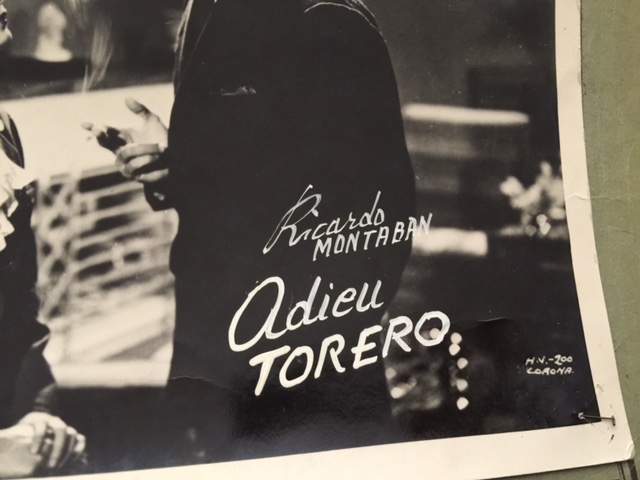 Ricardo
MONTABAN
Adieu
TORERO
H.V.-200
CORONA.